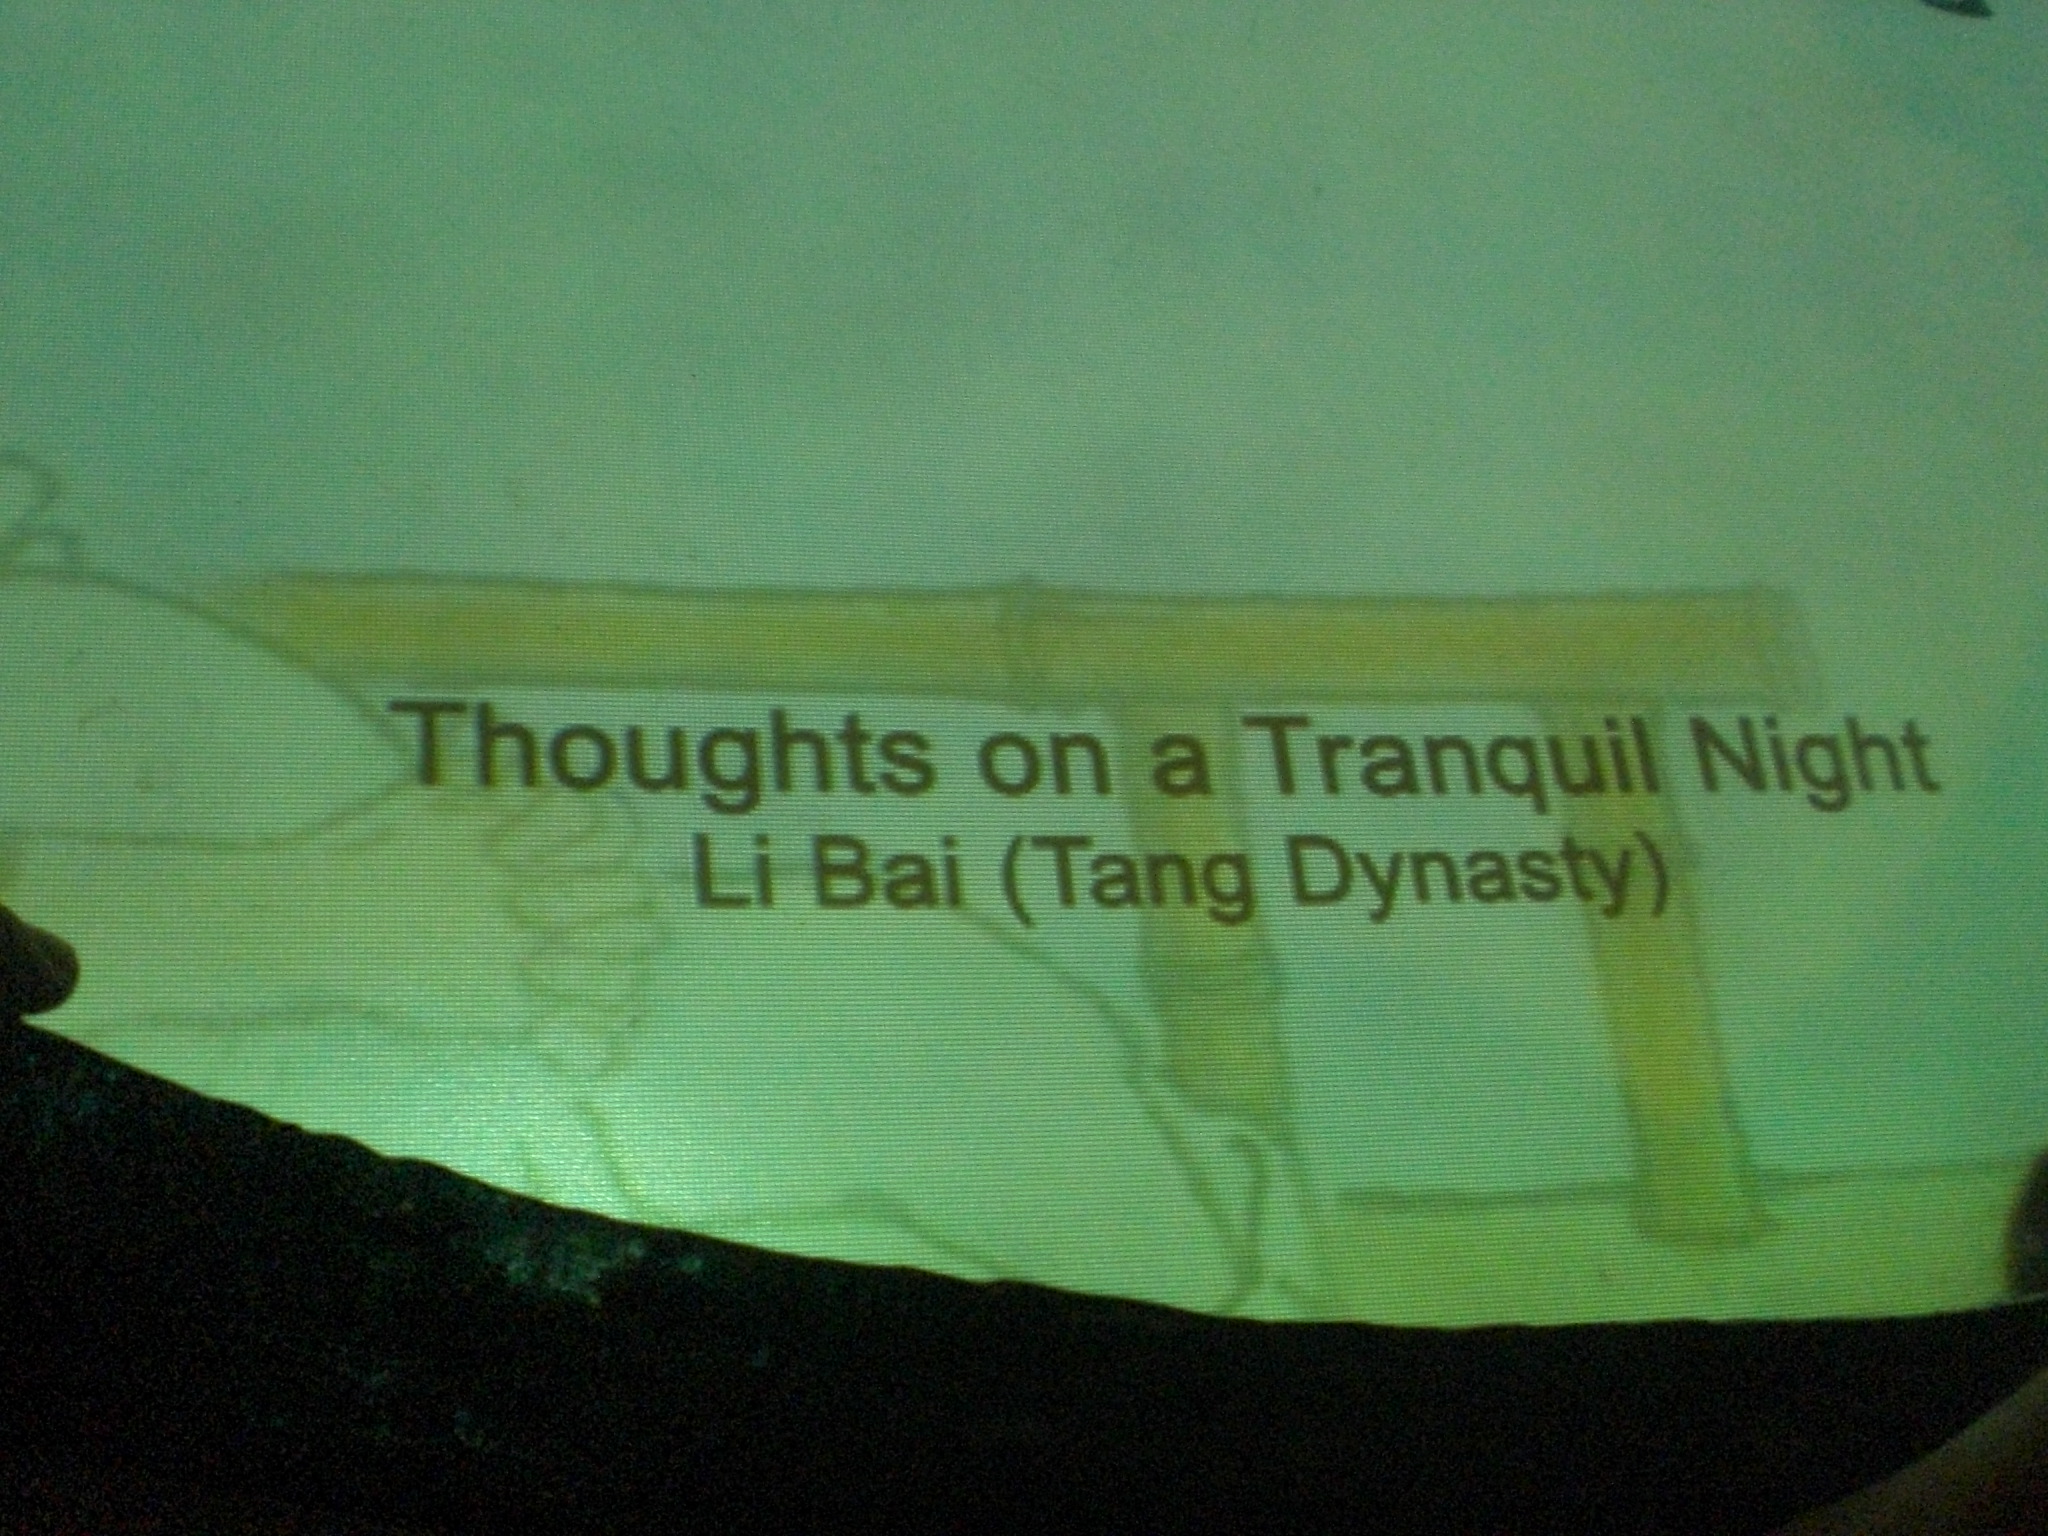 Thoughts on a Tranquil Night
Li Bai (Tang Dynasty)